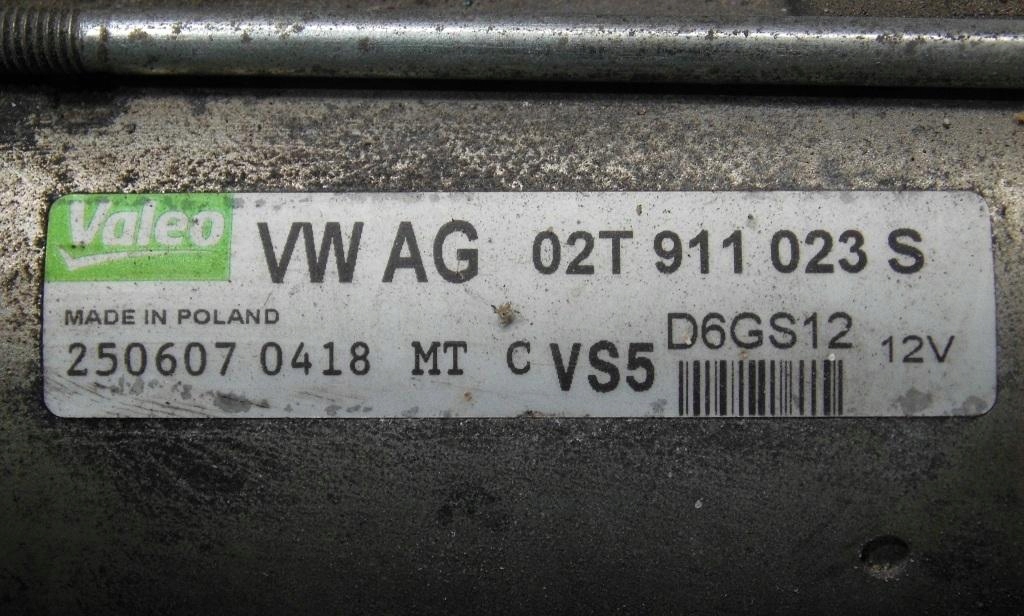 Valeo VW AG 02T 911 023 S
MADE IN POLAND
250607 0418 MT C VS5 D6GS12 12V